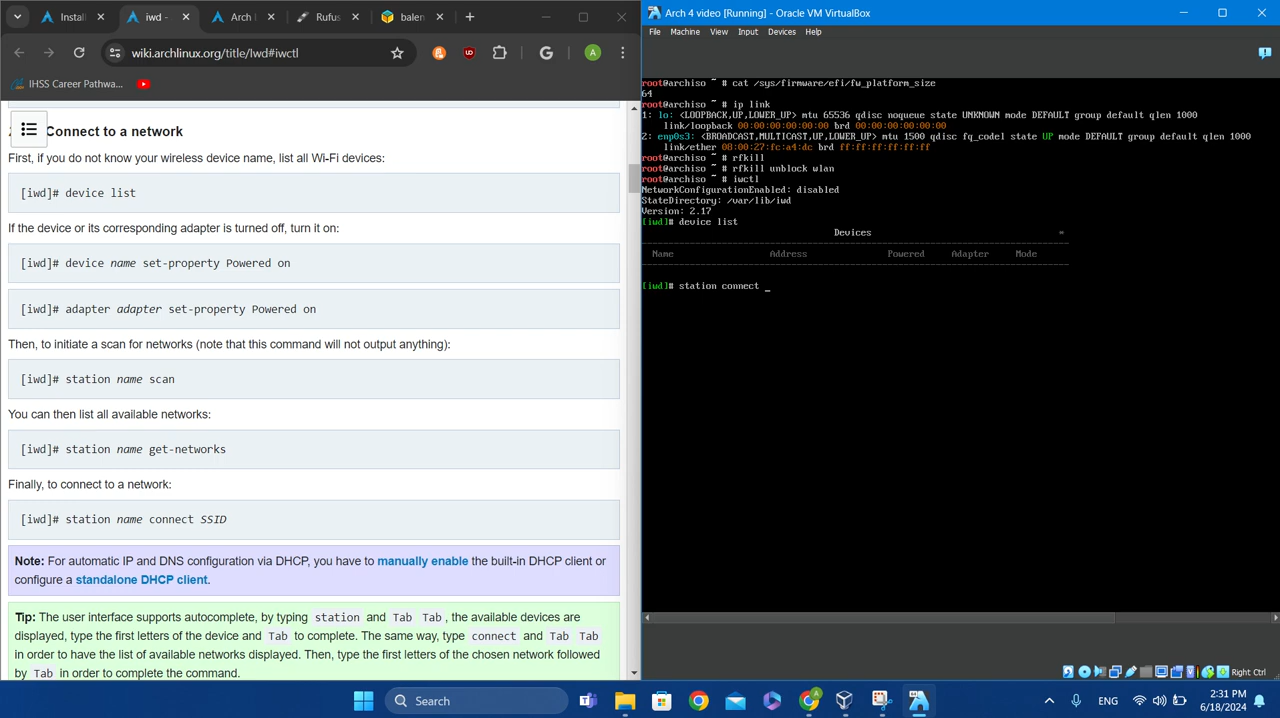 Install
iwd -
Arch l
Rufus
balen
Arch 4 video [Running] - Oracle VM VirtualBox
wiki.archlinux.org/title/Iwd#iwctl
G
A
File Machine View Input Devices Help
IHSS Career Pathwa...
Connect to a network
First, if you do not know your wireless device name, list all Wi-Fi devices:
[iwd]# device list
If the device or its corresponding adapter is turned off, turn it on:
[iwd]# device name set-property Powered on
[iwd]# adapter adapter set-property Powered on
Then, to initiate a scan for networks (note that this command will not output anything):
[iwd]# station name scan
You can then list all available networks:
[iwd]# station name get-networks
Finally, to connect to a network:
[iwd]# station name connect SSID
Note: For automatic IP and DNS configuration via DHCP, you have to manually enable the built-in DHCP client or
configure a standalone DHCP client.
Tip: The user interface supports autocomplete, by typing station and Tab Tab , the available devices are
displayed, type the first letters of the device and Tab to complete. The same way, type connect and Tab Tab
in order to have the list of available networks displayed. Then, type the first letters of the chosen network followed
by Tab in order to complete the command.
root@archiso ~ # cat /sys/firmware/efi/fw_platform_size
64
root@archiso ~ # ip link
1: lo: <LOOPBACK,UP,LOWER_UP> mtu 65536 qdisc noqueue state UNKNOWN mode DEFAULT group default qlen 1000
link/loopback 00:00:00:00:00:00 brd 00:00:00:00:00:00
2: enp0s3: <BROADCAST,MULTICAST,UP,LOWER_UP> mtu 1500 qdisc fq_codel state UP mode DEFAULT group default qlen 1000
link/ether 08:00:27:fc:a4:dc brd ff:ff:ff:ff:ff:ff
root@archiso ~ # rfkill
root@archiso ~ # rfkill unblock wlan
root@archiso ~ # iwctl
NetworkConfigurationEnabled: disabled
StateDirectory: /var/lib/iwd
Version: 2.17
[iwd]# device list
Devices *
Name Address Powered Adapter Mode
[iwd]# station connect _
Right Ctrl
Search
ENG
2:31 PM
6/18/2024